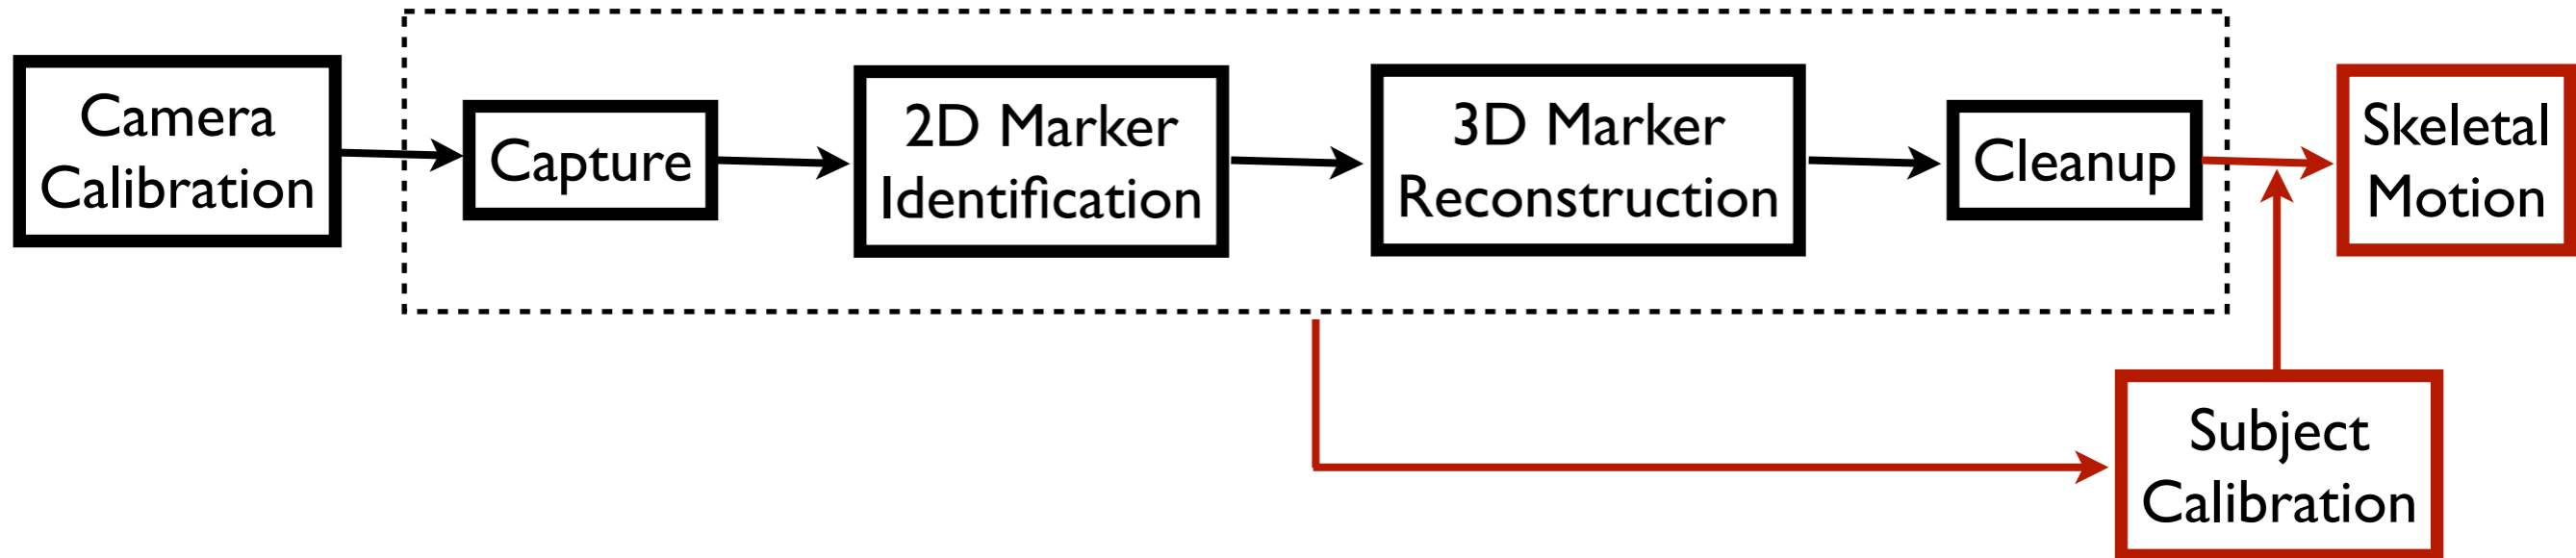 Camera
Calibration
Capture
2D Marker
Identification
3D Marker
Reconstruction
Cleanup
Skeletal
Motion
Subject
Calibration